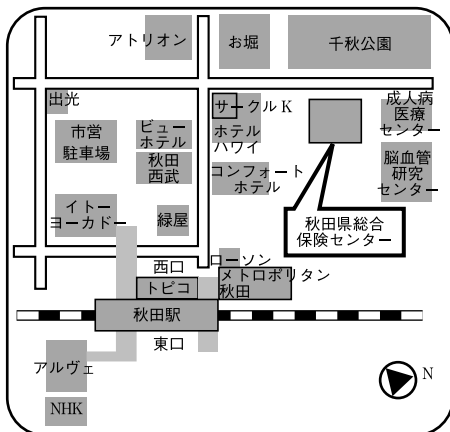 アトリオン
お堀
千秋公園
出光
サークルK
成人病
医療
センター
市営
駐車場
ビュー
ホテル
ホテル
ハワイ
秋田
西武
コンフォート
ホテル
脳血管
研究
センター
イトー
ヨーカドー
緑屋
秋田県総合
保険センター
ローソン
西口
メトロポリタン
秋田
トピコ
秋田駅
東口
アルヴェ
N
NHK